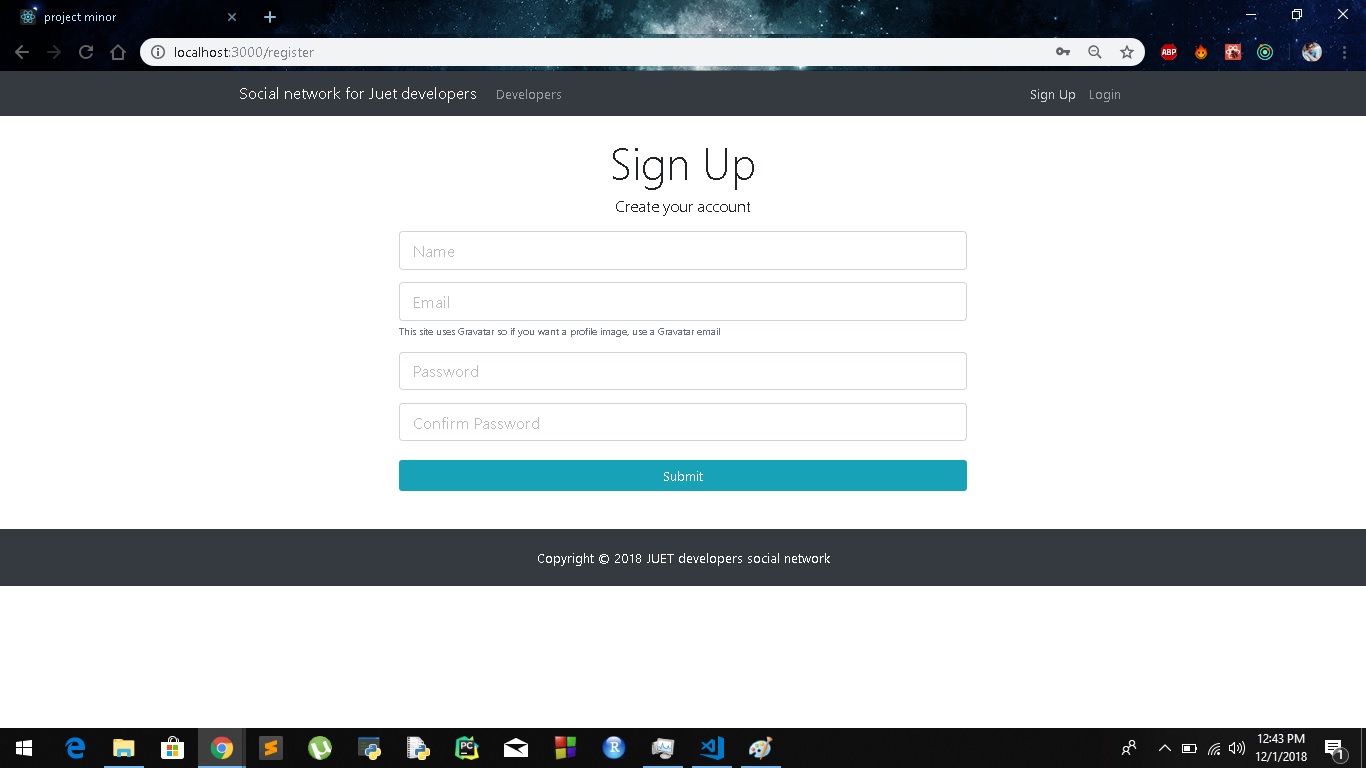 project minor
localhost:3000/register
ABP
Social network for Juet developers Developers Sign Up Login
Sign Up
Create your account
Name
Email
This site uses Gravatar so if you want a profile image, use a Gravatar email
Password
Confirm Password
Submit
Copyright © 2018 JUET developers social network
PC
R
12:43 PM
12/1/2018
1